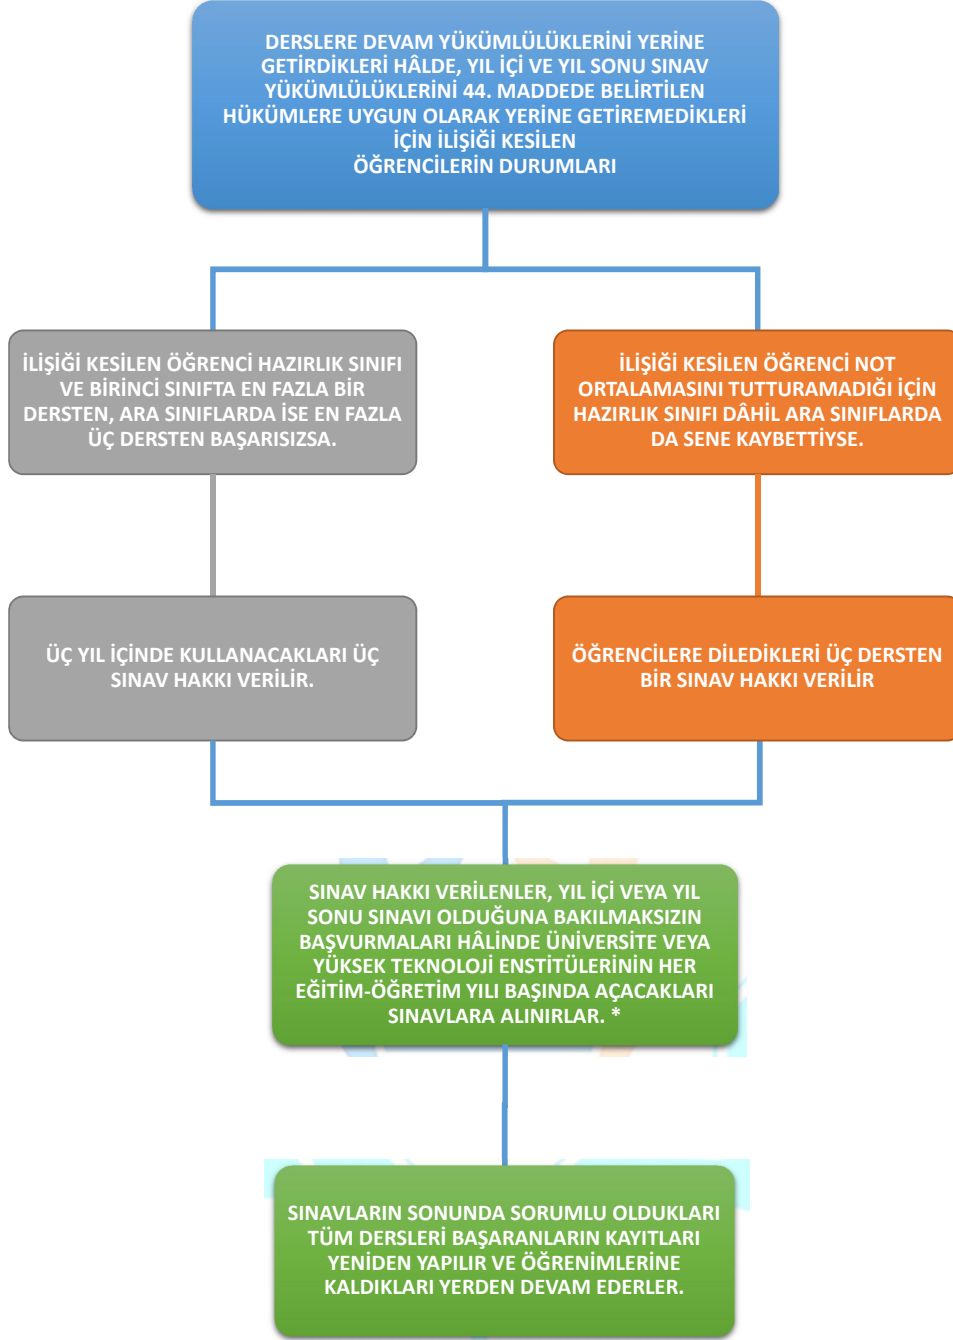 DERSLERE DEVAM YÜKÜMLÜLÜKLERİNİ YERİNE
GETİRDİKLERİ HÂLDE, YIL İÇİ VE YIL SONU SINAV
YÜKÜMLÜLÜKLERİNİ 44. MADDEDE BELİRTİLEN
HÜKÜMLERE UYGUN OLARAK YERİNE GETİREMEDİKLERİ
İÇİN İLİŞİĞİ KESİLEN
ÖĞRENCİLERİN DURUMLARI
İLİŞİĞİ KESİLEN ÖĞRENCİ HAZIRLIK SINIFI
VE BİRİNCİ SINIFTA EN FAZLA BİR
DERSTEN, ARA SINIFLARDA İSE EN FAZLA
ÜÇ DERSTEN BAŞARISIZSA.
İLİŞİĞİ KESİLEN ÖĞRENCİ NOT
ORTALAMASINI TUTTURAMADIĞI İÇİN
HAZIRLIK SINIFI DÂHİL ARA SINIFLARDA
DA SENE KAYBETTİYSE.
ÜÇ YIL İÇİNDE KULLANACAKLARI ÜÇ
SINAV HAKKI VERİLİR.
ÖĞRENCİLERE DİLEDİKLERİ ÜÇ DERSTEN
BİR SINAV HAKKI VERİLİR
SINAV HAKKI VERİLENLER, YIL İÇİ VEYA YIL
SONU SINAVI OLDUĞUNA BAKILMAKSIZIN
BAŞVURMALARI HÂLİNDE ÜNİVERSİTE VEYA
YÜKSEK TEKNOLOJİ ENSTİTÜLERİNİN HER
EĞİTİM-ÖĞRETİM YILI BAŞINDA AÇACAKLARI
SINAVLARA ALINIRLAR. *
SINAVLARIN SONUNDA SORUMLU OLDUKLARI
TÜM DERSLERİ BAŞARANLARIN KAYITLARI
YENİDEN YAPILIR VE ÖĞRENİMLERİNE
KALDIKLARI YERDEN DEVAM EDERLER.